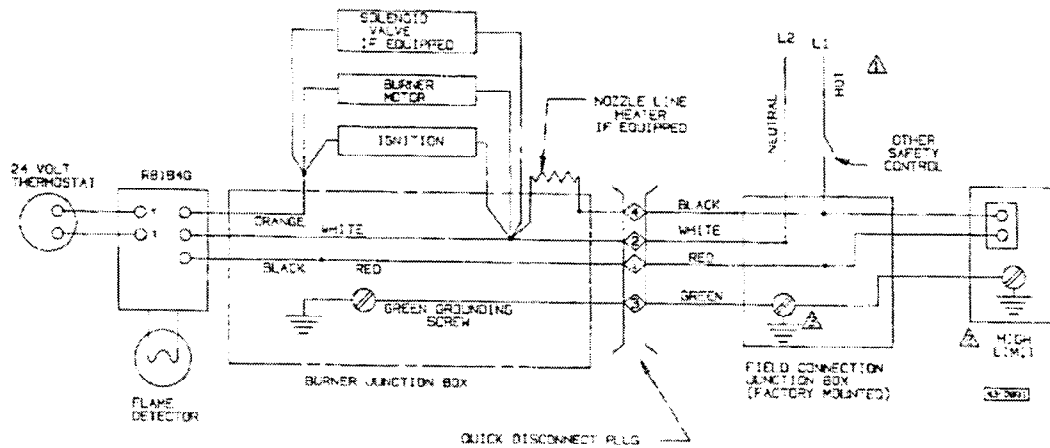 SOLENOID
VALVE
IF EQUIPPED
BURNER
MOTOR
IGNITION
NOZZLE LINE
HEATER
IF EQUIPPED
L2
L1
1
HOT
NEUTRAL
OTHER
SAFETY
CONTROL
24 VOLT
THERMOSTAT
R8184G
T
T
ORANGE
WHITE
BLACK
RED
GREEN GROUNDING
SCREW
BURNER JUNCTION BOX
4
BLACK
2
WHITE
1
RED
3
GREEN
2
FIELD CONNECTION
JUNCTION BOX
(FACTORY MOUNTED)
HIGH
LIMIT
FLAME
DETECTOR
QUICK DISCONNECT PLUG